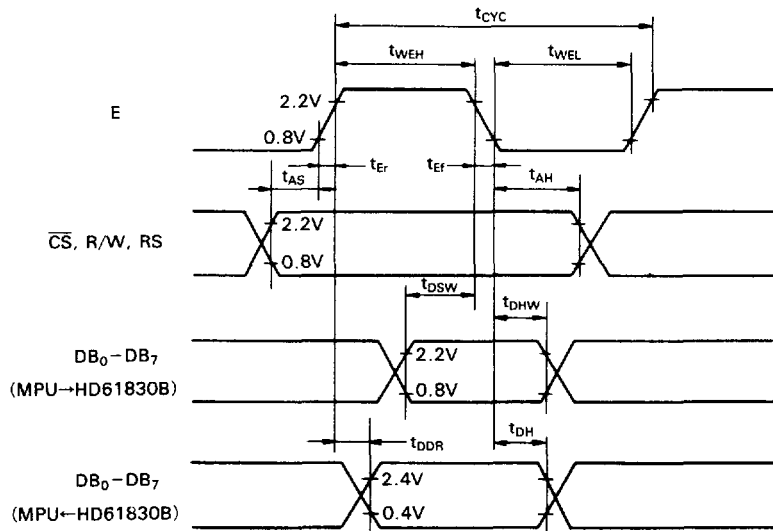 tCYC
tWEH
tWEL
E
2.2V
0.8V
tEr
tEf
tAS
tAH
C̅S̅, R/W, RS
2.2V
0.8V
tDSW
tDHW
DB₀–DB₇
2.2V
(MPU→HD61830B)
0.8V
tDDR
tDH
DB₀–DB₇
2.4V
(MPU←HD61830B)
0.4V